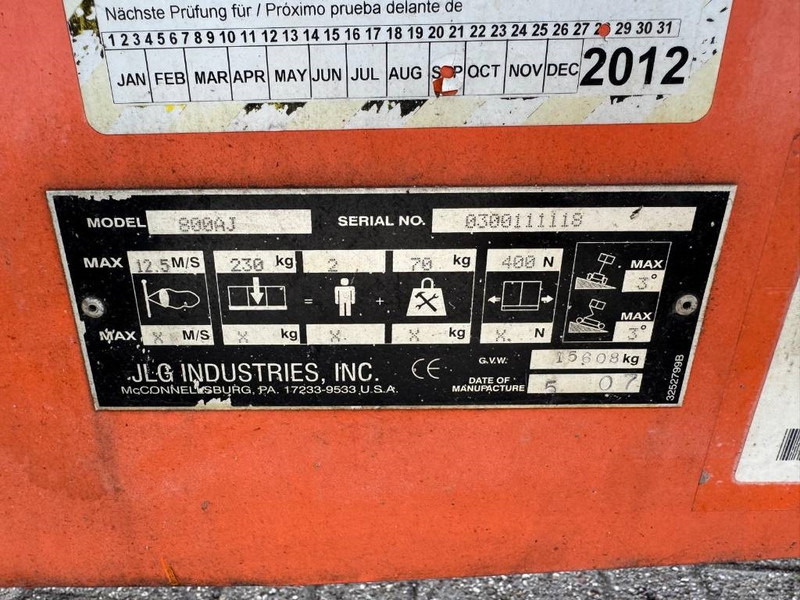 Nächste Prüfung für / Próximo prueba delante de
1 2 3 4 5 6 7 8 9 10 11 12 13 14 15 16 17 18 19 20 21 22 23 24 25 26 27 28 29 30 31
JAN FEB MAR APR MAY JUN JUL AUG SEP OCT NOV DEC 2012
MODEL 800AJ SERIAL NO. 0300111118
MAX 12.5 M/S 230 kg 2 70 kg 400 N MAX 3°
= +
MAX X M/S X kg X X kg X N MAX 3°
G.V.W. 15608 kg
JLG INDUSTRIES, INC. CE DATE OF MANUFACTURE 5 07
McCONNELLSBURG, PA. 17233-9533 U.S.A.
3252799B